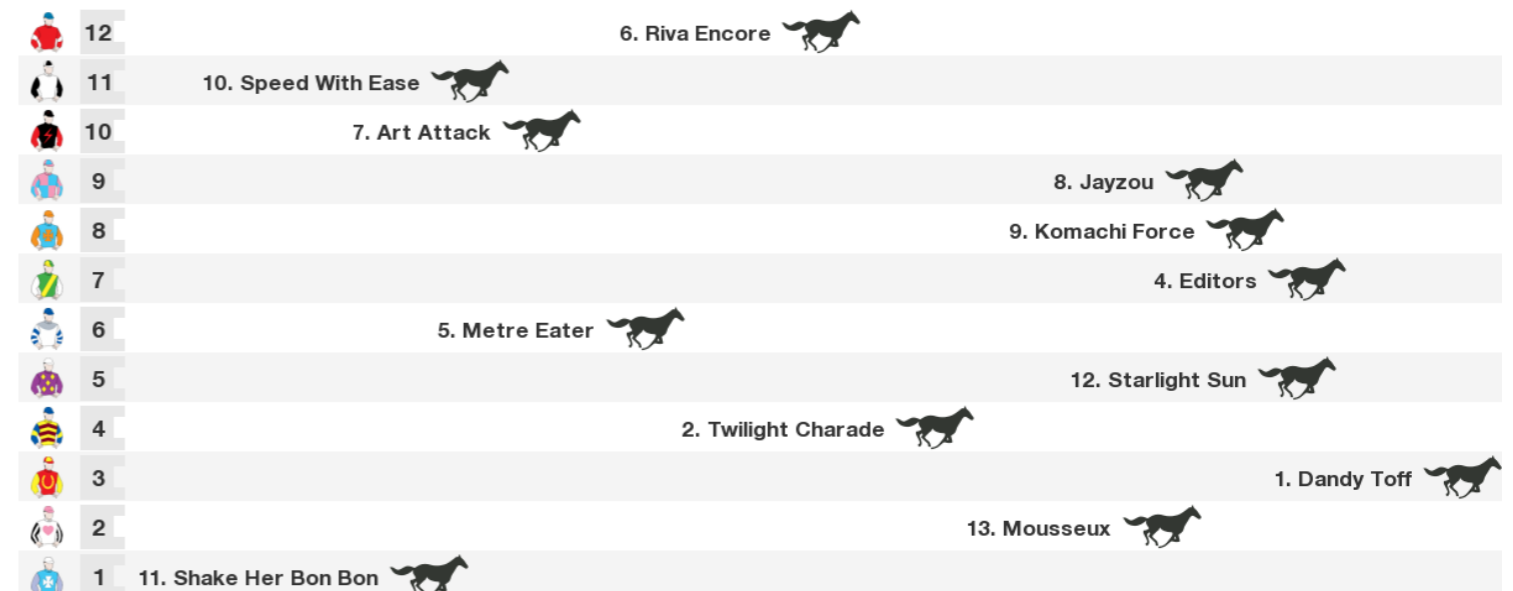 12 6. Riva Encore
11 10. Speed With Ease
10 7. Art Attack
9 8. Jayzou
8 9. Komachi Force
7 4. Editors
6 5. Metre Eater
5 12. Starlight Sun
4 2. Twilight Charade
3 1. Dandy Toff
2 13. Mousseux
1 11. Shake Her Bon Bon